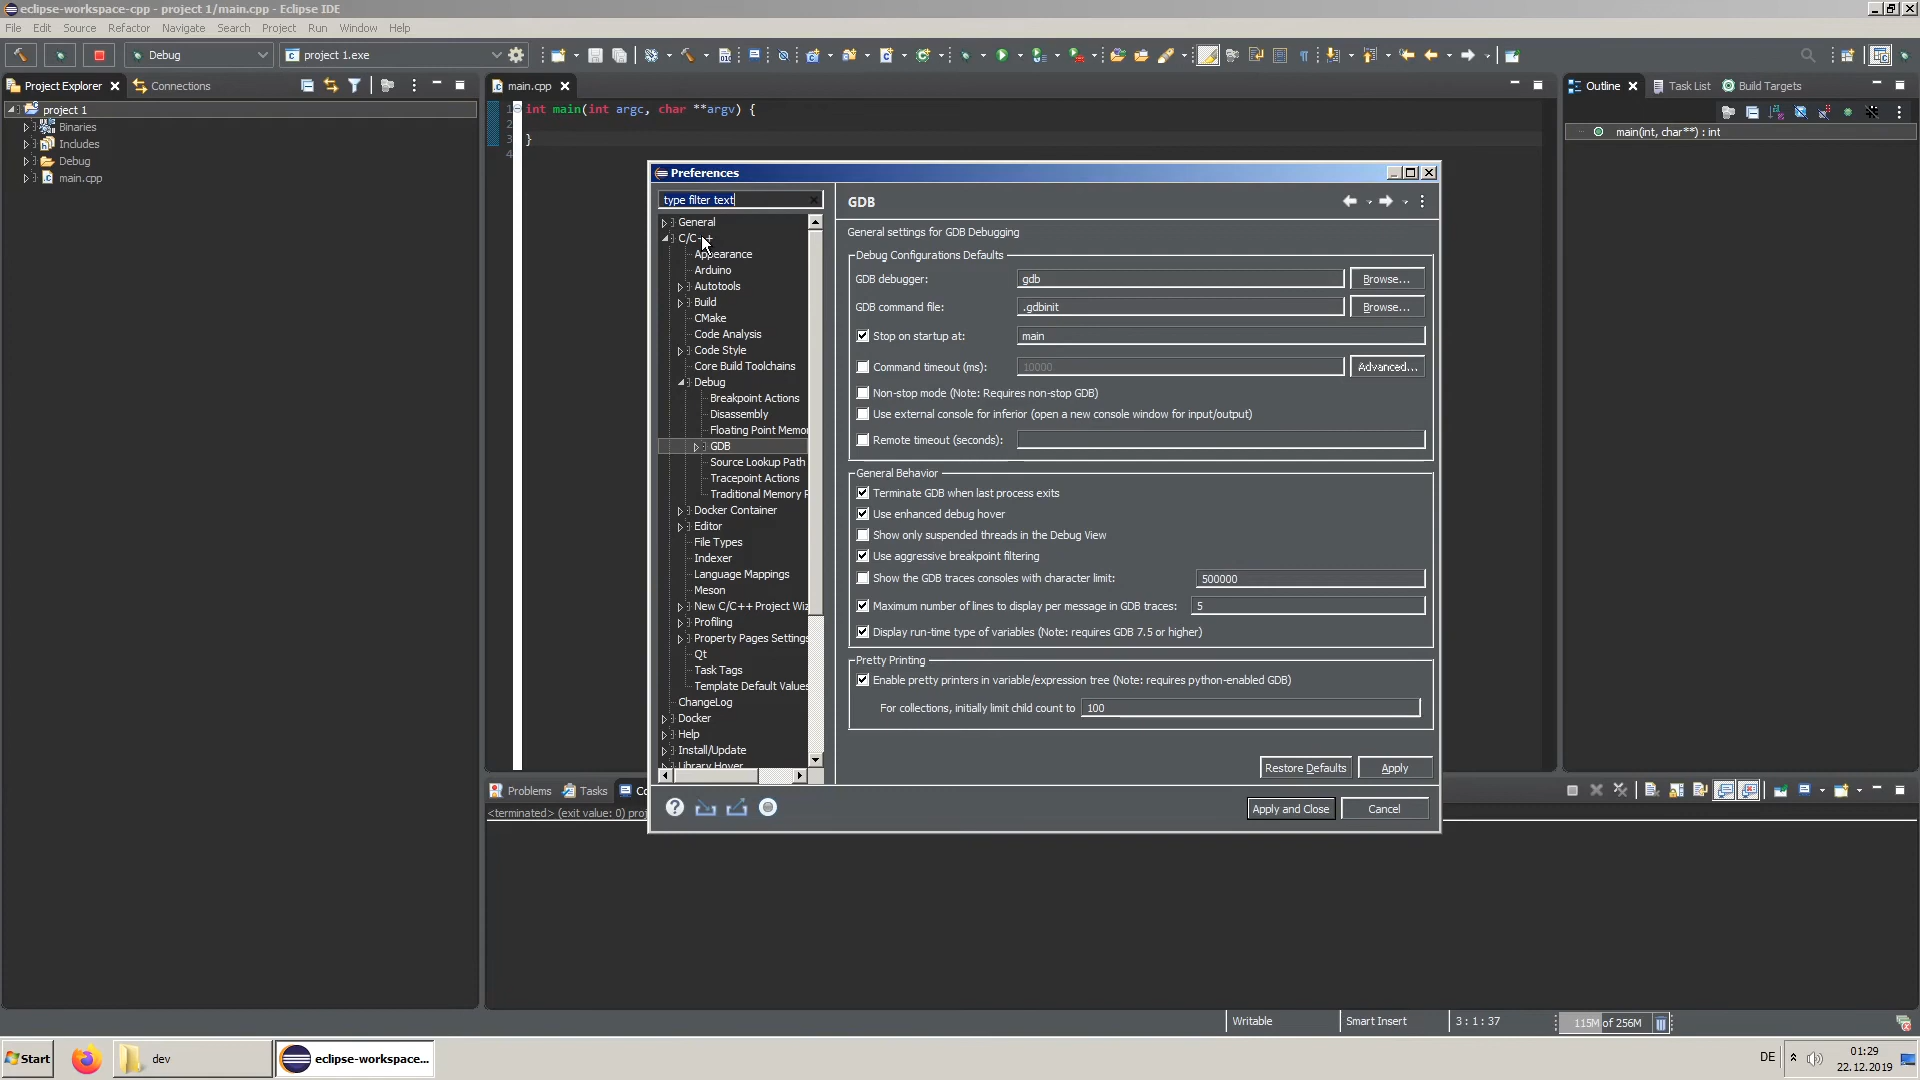 eclipse-workspace-cpp - project 1/main.cpp - Eclipse IDE
File Edit Source Refactor Navigate Search Project Run Window Help
Debug
project 1.exe
Project Explorer
Connections
project 1
Binaries
Includes
Debug
main.cpp
main.cpp
1 int main(int argc, char **argv) {
2
3 }
4
Outline
Task List
Build Targets
main(int, char**) : int
Preferences
type filter text
General
C/C++
Appearance
Arduino
Autotools
Build
CMake
Code Analysis
Code Style
Core Build Toolchains
Debug
Breakpoint Actions
Disassembly
Floating Point Memo
GDB
Source Lookup Path
Tracepoint Actions
Traditional Memory
Docker Container
Editor
File Types
Indexer
Language Mappings
Meson
New C/C++ Project Wiz
Profiling
Property Pages Settings
Qt
Task Tags
Template Default Values
ChangeLog
Docker
Help
Install/Update
Library Hover
GDB
General settings for GDB Debugging
Debug Configurations Defaults
GDB debugger: gdb Browse...
GDB command file: .gdbinit Browse...
Stop on startup at: main
Command timeout (ms): 10000 Advanced...
Non-stop mode (Note: Requires non-stop GDB)
Use external console for inferior (open a new console window for input/output)
Remote timeout (seconds):
General Behavior
Terminate GDB when last process exits
Use enhanced debug hover
Show only suspended threads in the Debug View
Use aggressive breakpoint filtering
Show the GDB traces consoles with character limit: 500000
Maximum number of lines to display per message in GDB traces: 5
Display run-time type of variables (Note: requires GDB 7.5 or higher)
Pretty Printing
Enable pretty printers in variable/expression tree (Note: requires python-enabled GDB)
For collections, initially limit child count to 100
Restore Defaults Apply
Apply and Close Cancel
Problems
Tasks
Co
<terminated> (exit value: 0) proj
Writable Smart Insert 3 : 1 : 37 115M of 256M
Start dev eclipse-workspace... DE 01:29
22.12.2019